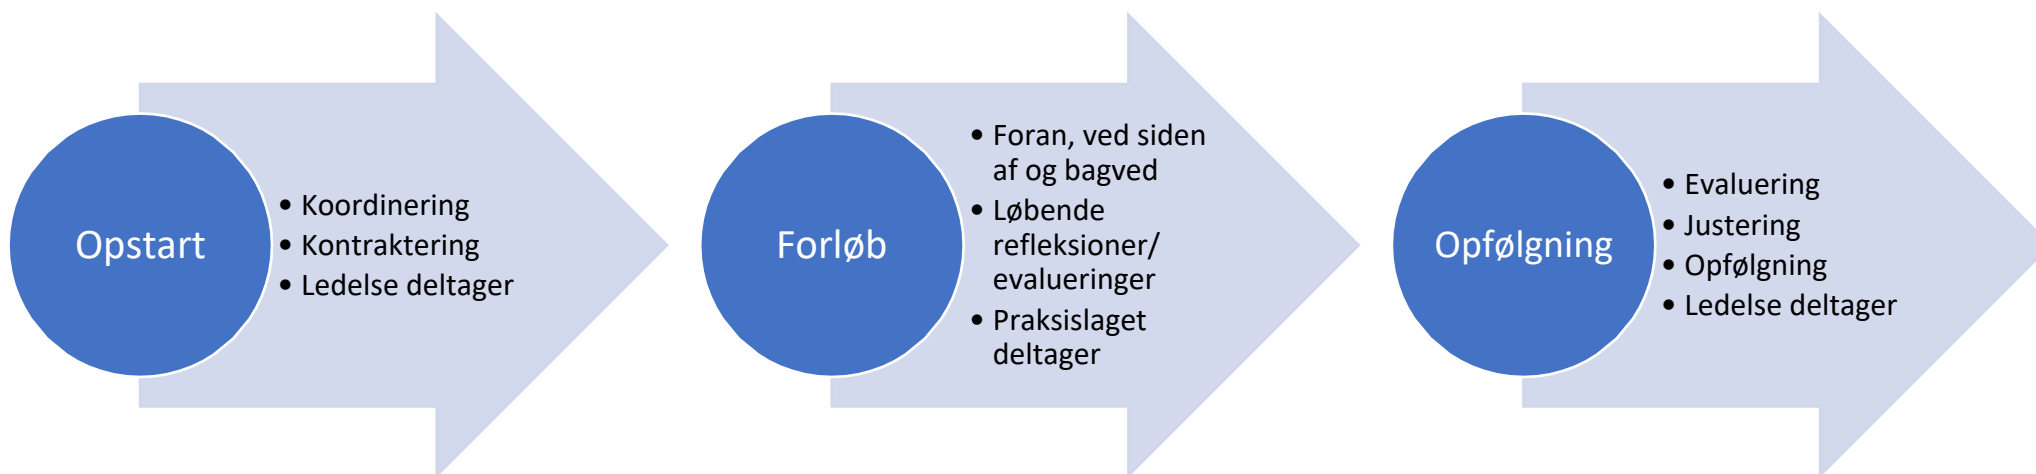 Opstart
• Koordinering
• Kontraktering
• Ledelse deltager
Forløb
• Foran, ved siden
af og bagved
• Løbende
refleksioner/
evalueringer
• Praksislaget
deltager
Opfølgning
• Evaluering
• Justering
• Opfølgning
• Ledelse deltager